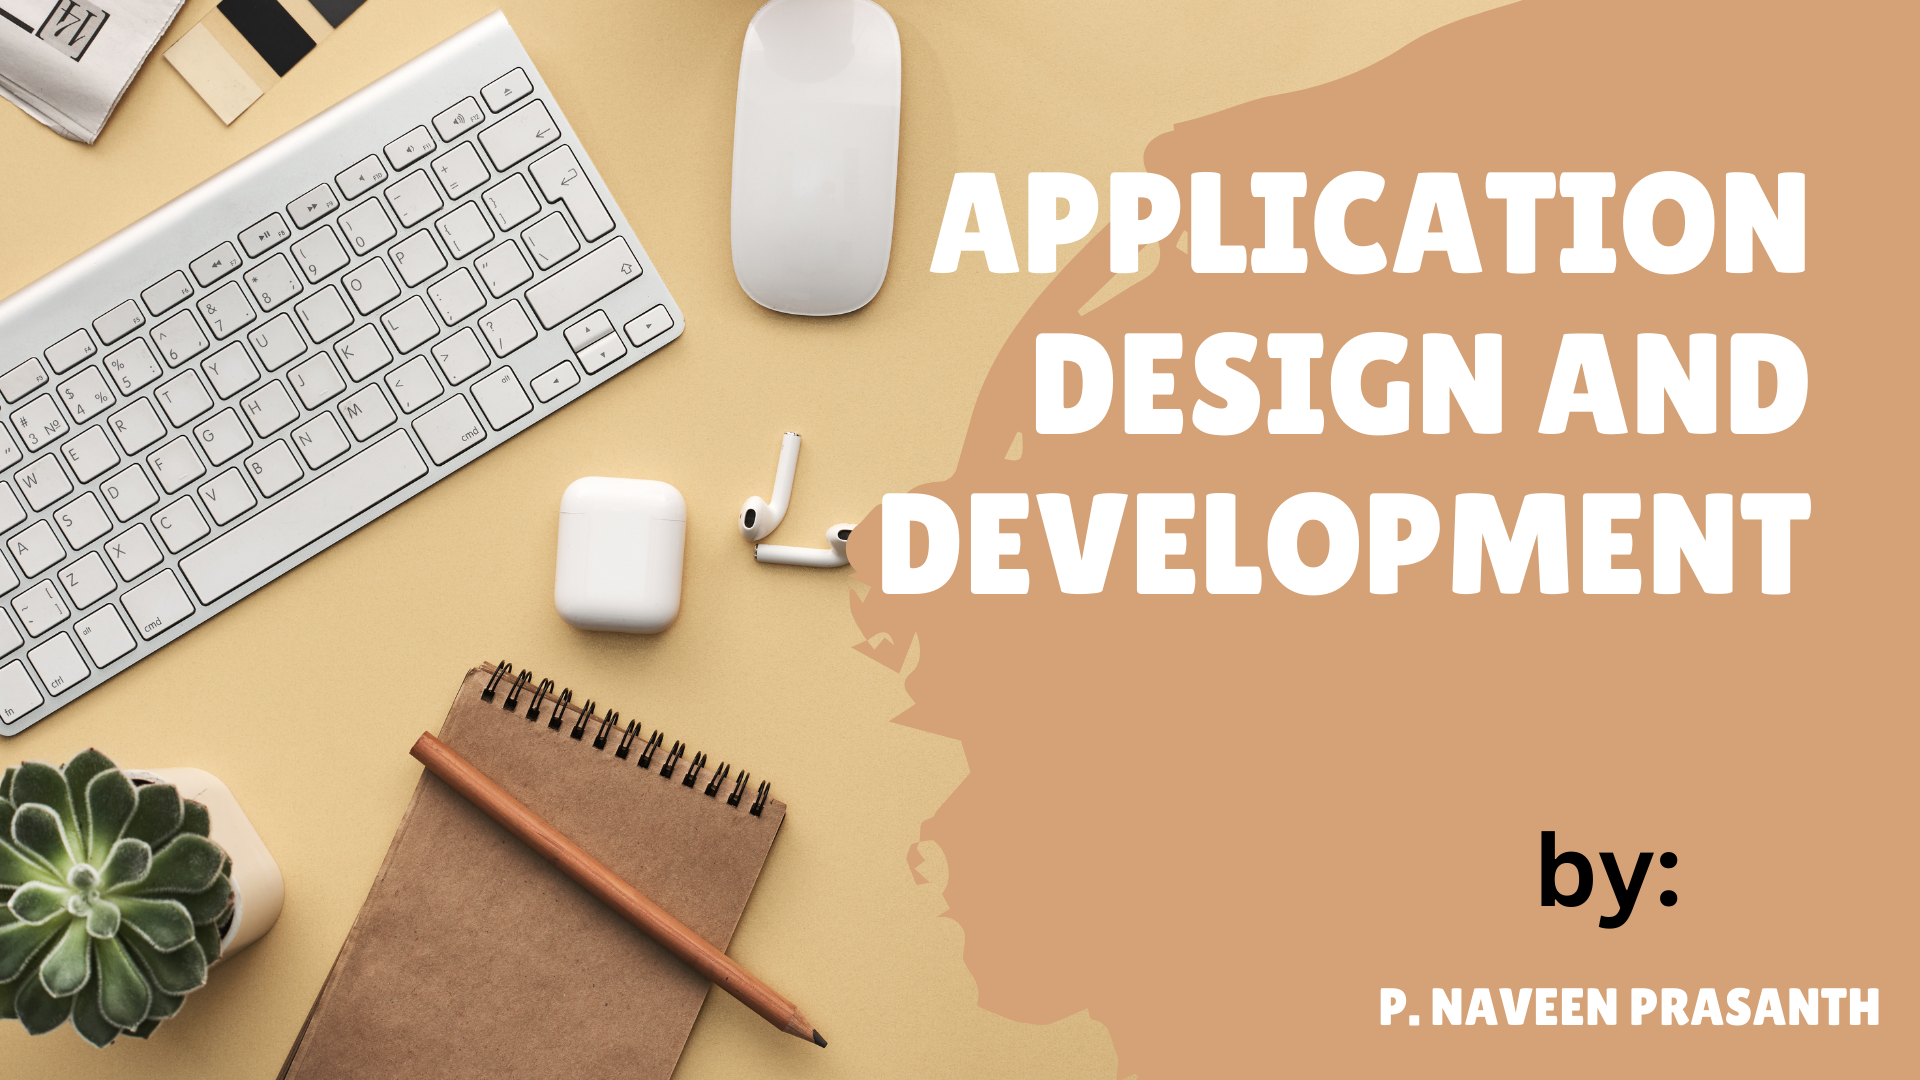 APPLICATION
DESIGN AND
DEVELOPMENT
by:
P. NAVEEN PRASANTH